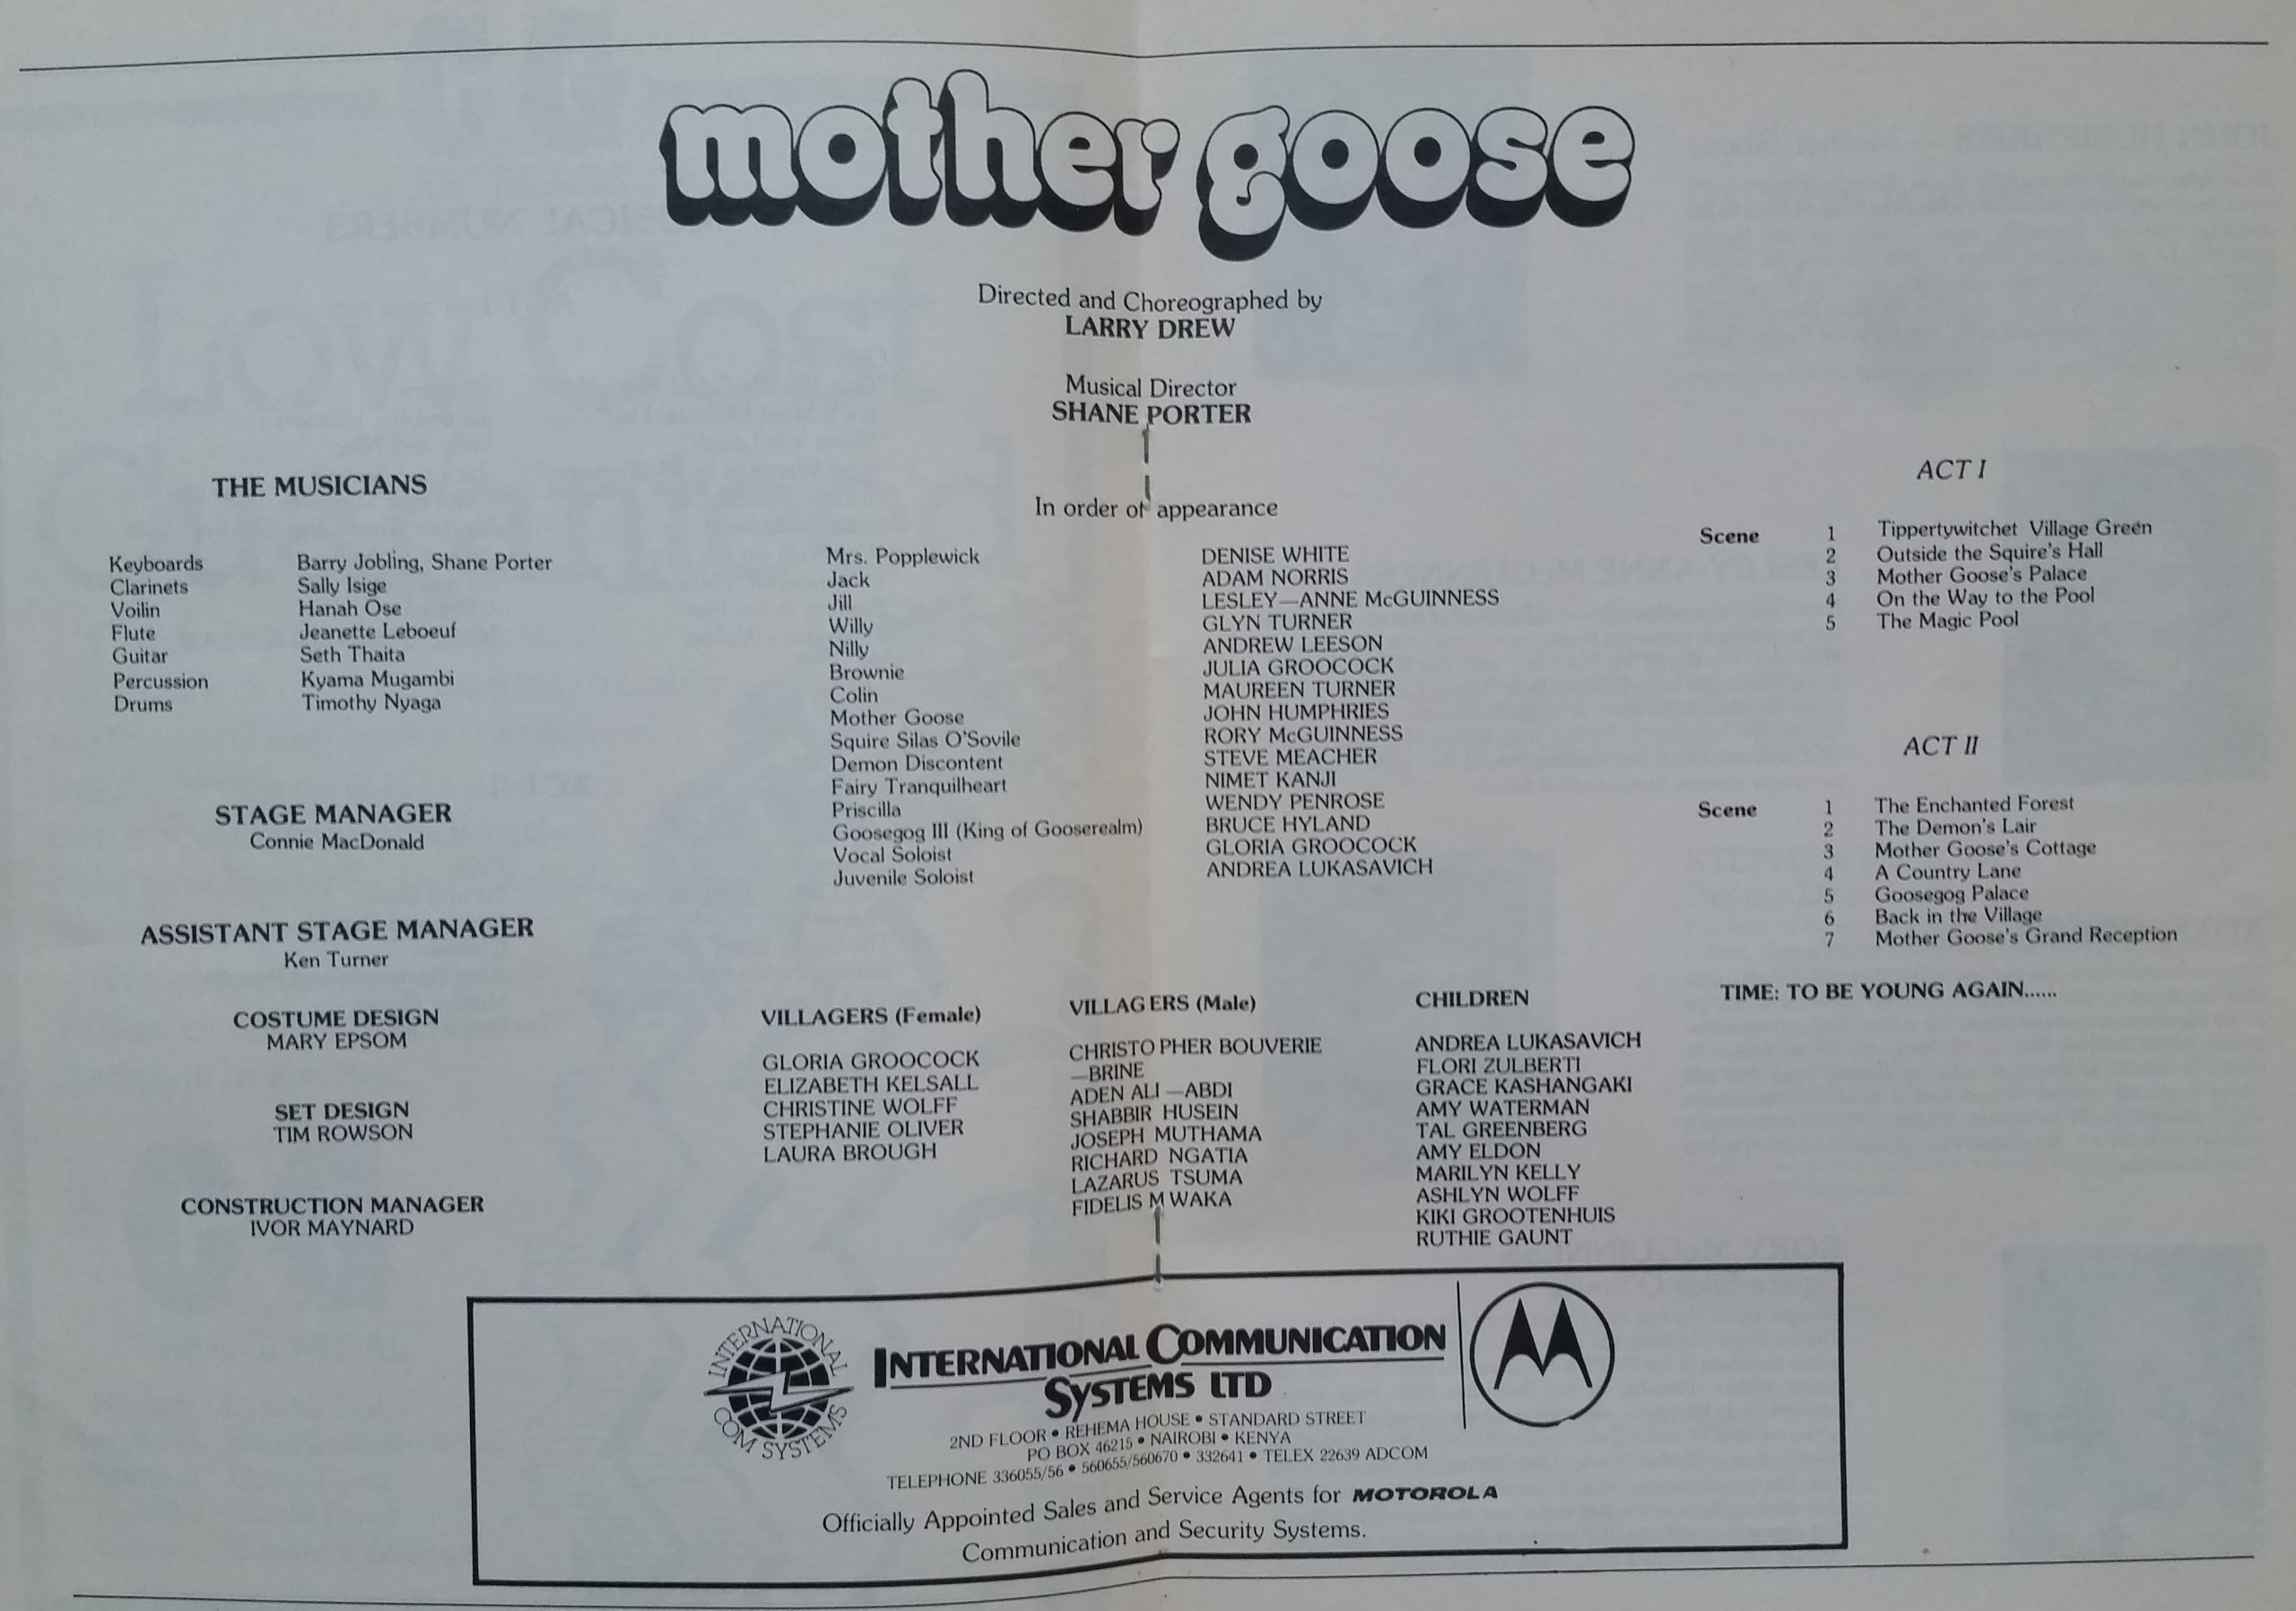 mother goose
Directed and Choreographed by
LARRY DREW
Musical Director
SHANE PORTER
THE MUSICIANS
Keyboards Barry Jobling, Shane Porter
Clarinets Sally Isige
Voilin Hanah Ose
Flute Jeanette Leboeuf
Guitar Seth Thaita
Percussion Kyama Mugambi
Drums Timothy Nyaga
STAGE MANAGER
Connie MacDonald
ASSISTANT STAGE MANAGER
Ken Turner
COSTUME DESIGN
MARY EPSOM
SET DESIGN
TIM ROWSON
CONSTRUCTION MANAGER
IVOR MAYNARD
In order of appearance
Mrs. Popplewick DENISE WHITE
Jack ADAM NORRIS
Jill LESLEY—ANNE McGUINNESS
Willy GLYN TURNER
Nilly ANDREW LEESON
Brownie JULIA GROOCOCK
Colin MAUREEN TURNER
Mother Goose JOHN HUMPHRIES
Squire Silas O'Sovile RORY McGUINNESS
Demon Discontent STEVE MEACHER
Fairy Tranquilheart NIMET KANJI
Priscilla WENDY PENROSE
Goosegog III (King of Gooserealm) BRUCE HYLAND
Vocal Soloist GLORIA GROOCOCK
Juvenile Soloist ANDREA LUKASAVICH
VILLAGERS (Female)
GLORIA GROOCOCK
ELIZABETH KELSALL
CHRISTINE WOLFF
STEPHANIE OLIVER
LAURA BROUGH
VILLAGERS (Male)
CHRISTOPHER BOUVERIE
—BRINE
ADEN ALI —ABDI
SHABBIR HUSEIN
JOSEPH MUTHAMA
RICHARD NGATIA
LAZARUS TSUMA
FIDELIS MWAKA
CHILDREN
ANDREA LUKASAVICH
FLORI ZULBERTI
GRACE KASHANGAKI
AMY WATERMAN
TAL GREENBERG
AMY ELDON
MARILYN KELLY
ASHLYN WOLFF
KIKI GROOTENHUIS
RUTHIE GAUNT
ACT I
Scene 1 Tippertywitchet Village Green
2 Outside the Squire's Hall
3 Mother Goose's Palace
4 On the Way to the Pool
5 The Magic Pool
ACT II
Scene 1 The Enchanted Forest
2 The Demon's Lair
3 Mother Goose's Cottage
4 A Country Lane
5 Goosegog Palace
6 Back in the Village
7 Mother Goose's Grand Reception
TIME: TO BE YOUNG AGAIN......
INTERNATIONAL
COM SYSTEMS
INTERNATIONAL COMMUNICATION
SYSTEMS LTD
2ND FLOOR • REHEMA HOUSE • STANDARD STREET
PO BOX 46215 • NAIROBI • KENYA
TELEPHONE 336055/56 • 560655/560670 • 332641 • TELEX 22639 ADCOM
Officially Appointed Sales and Service Agents for MOTOROLA
Communication and Security Systems.